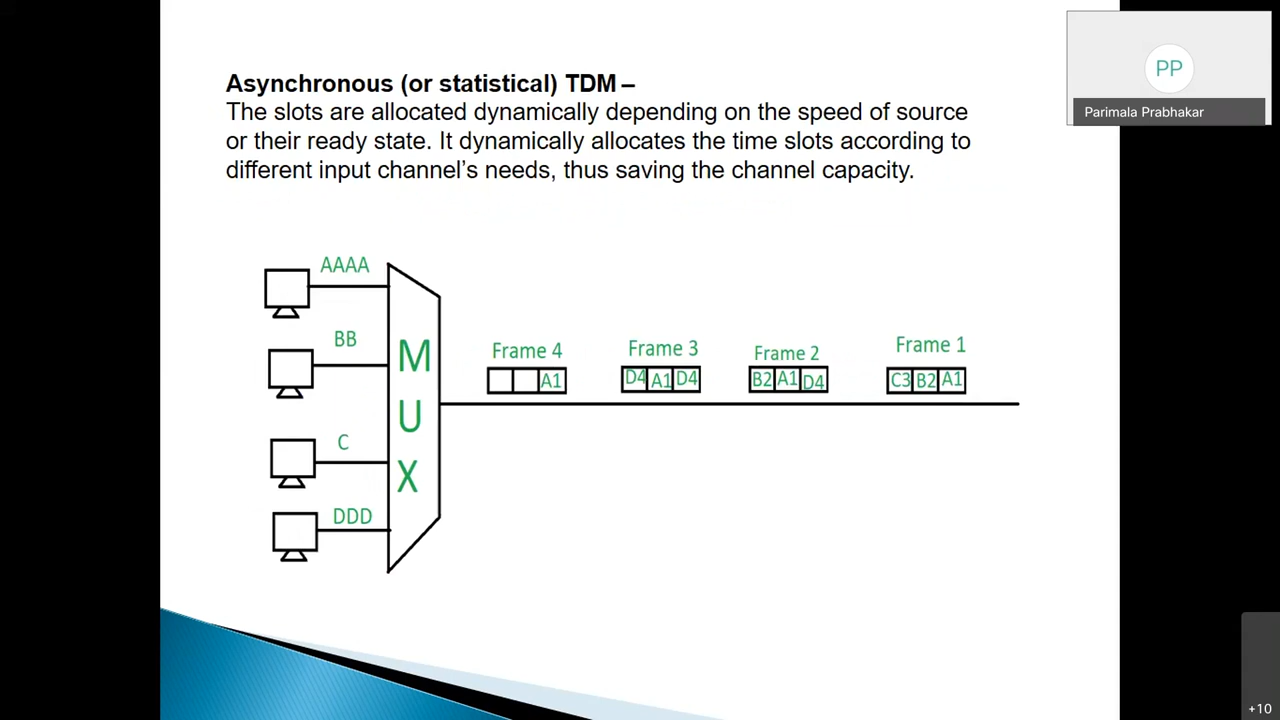 Asynchronous (or statistical) TDM –
The slots are allocated dynamically depending on the speed of source
or their ready state. It dynamically allocates the time slots according to
different input channel's needs, thus saving the channel capacity.
PP
Parimala Prabhakar
AAAA
BB
C
DDD
M
U
X
Frame 4
A1
Frame 3
D4 A1 D4
Frame 2
B2 A1 D4
Frame 1
C3 B2 A1
+10